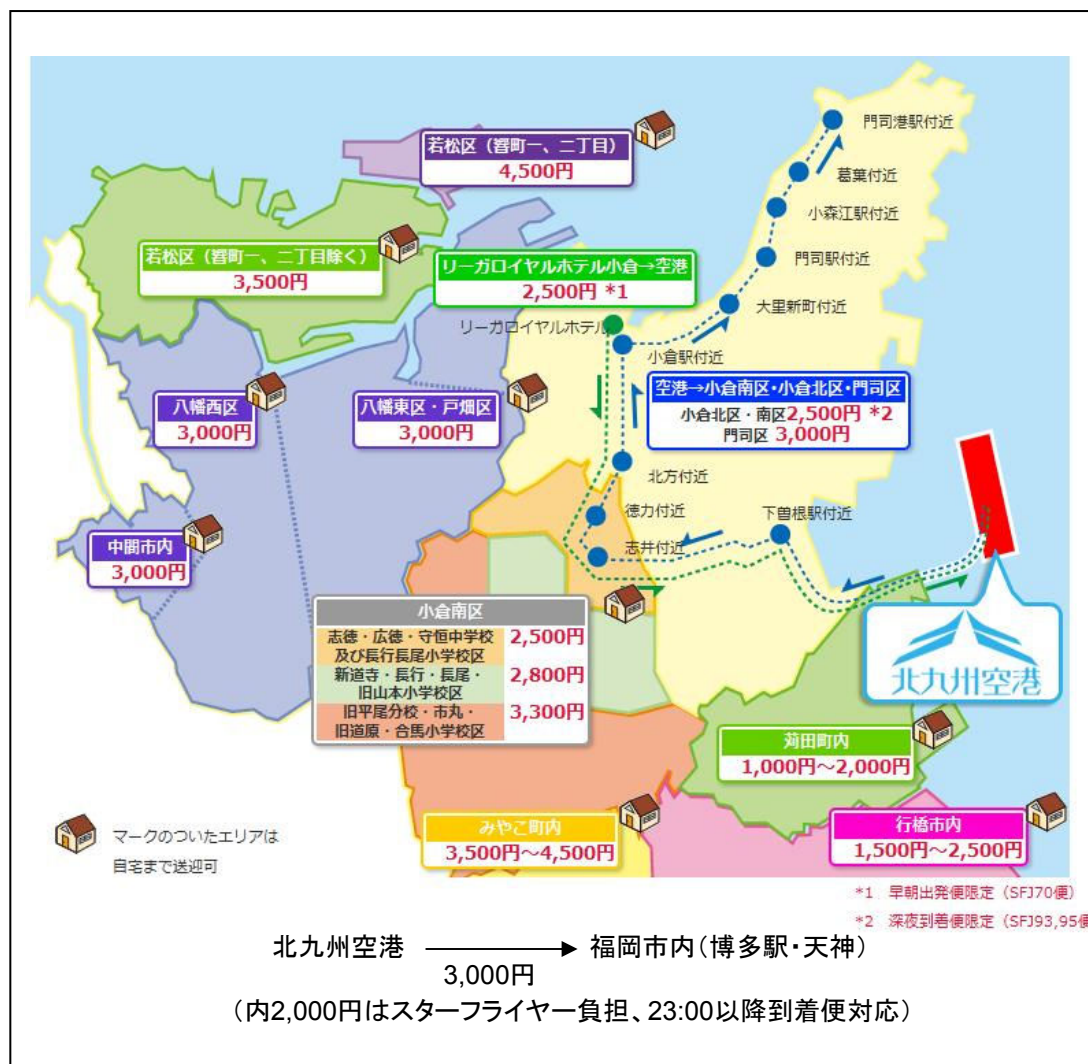 門司港駅付近
若松区（響町一、二丁目）
4,500円
葛葉付近
小森江駅付近
若松区（響町一、二丁目除く）
3,500円
門司駅付近
リーガロイヤルホテル小倉→空港
2,500円 *1
大里新町付近
リーガロイヤルホテル
小倉駅付近
八幡西区
3,000円
八幡東区・戸畑区
3,000円
空港→小倉南区・小倉北区・門司区
小倉北区・南区2,500円 *2
門司区 3,000円
北方付近
徳力付近
下曽根駅付近
志井付近
中間市内
3,000円
小倉南区
志徳・広徳・守恒中学校
及び長行長尾小学校区
2,500円
新道寺・長行・長尾・
旧山本小学校区
2,800円
旧平尾分校・市丸・
旧道原・合馬小学校区
3,300円
北九州空港
苅田町内
1,000円～2,000円
みやこ町内
3,500円～4,500円
行橋市内
1,500円～2,500円
マークのついたエリアは
自宅まで送迎可
*1 早朝出発便限定（SFJ70便）
*2 深夜到着便限定（SFJ93,95便
北九州空港 → 福岡市内（博多駅・天神）
3,000円
（内2,000円はスターフライヤー負担、23:00以降到着便対応）